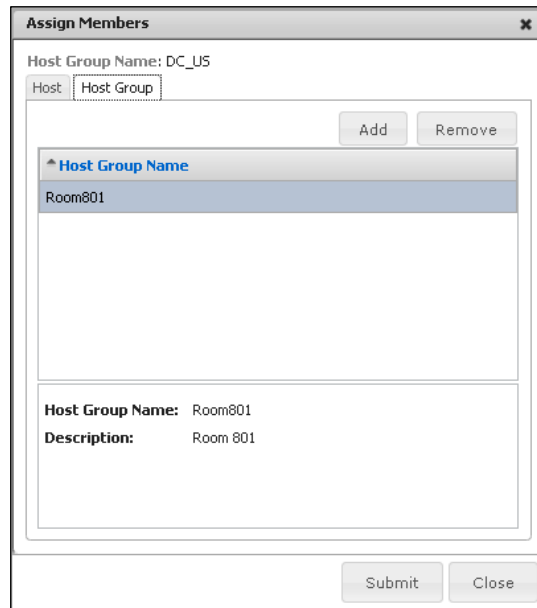 Assign Members
Host Group Name: DC_US
Host Host Group
Add Remove
Host Group Name
Room801
Host Group Name: Room801
Description: Room 801
Submit Close